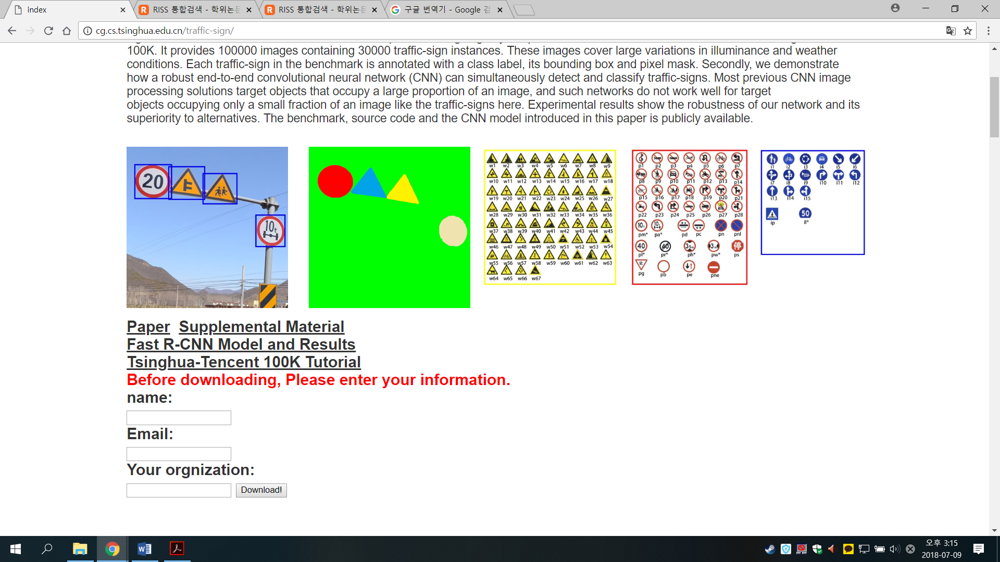 index
RISS 통합검색 - 학위논문
RISS 통합검색 - 학위논문
구글 번역기 - Google 검
cg.cs.tsinghua.edu.cn/traffic-sign/
100K. It provides 100000 images containing 30000 traffic-sign instances. These images cover large variations in illuminance and weather
conditions. Each traffic-sign in the benchmark is annotated with a class label, its bounding box and pixel mask. Secondly, we demonstrate
how a robust end-to-end convolutional neural network (CNN) can simultaneously detect and classify traffic-signs. Most previous CNN image
processing solutions target objects that occupy a large proportion of an image, and such networks do not work well for target
objects occupying only a small fraction of an image like the traffic-signs here. Experimental results show the robustness of our network and its
superiority to alternatives. The benchmark, source code and the CNN model introduced in this paper is publicly available.
20
10t
w1 w2 w3 w4 w5 w6 w7 w8 w9
w10 w11 w12 w13 w14 w15 w16 w17 w18
w19 w20 w21 w22 w23 w24 w25 w26 w27
w28 w29 w30 w31 w32 w33 w34 w35 w36
w37 w38 w39 w40 w41 w42 w43 w44 w45
w46 w47 w48 w49 w50 w51 w52 w53 w54
w55 w56 w57 w58 w59 w60 w61 w62 w63
w64 w65 w66 w67
p1 p2 p3 p4 p5 p6 p7
p8 p9 p10 p11 p12 p13 p14
p15 p16 p17 p18 p19 p20 p21
p22 p23 p24 p25 p26 p27 p28
pm* pa* pd pc pn pnl
40 40 3.5m 3m 停
pl* pr* ph* pw* ps
pg pb pe pne
i1 i2 i3 i4 i5 i6
i7 i8 i9 i10 i11 i12
i13 i14 i15
50
ip il*
Paper Supplemental Material
Fast R-CNN Model and Results
Tsinghua-Tencent 100K Tutorial
Before downloading, Please enter your information.
name:
Email:
Your orgnization:
Download!
오후 3:15
2018-07-09